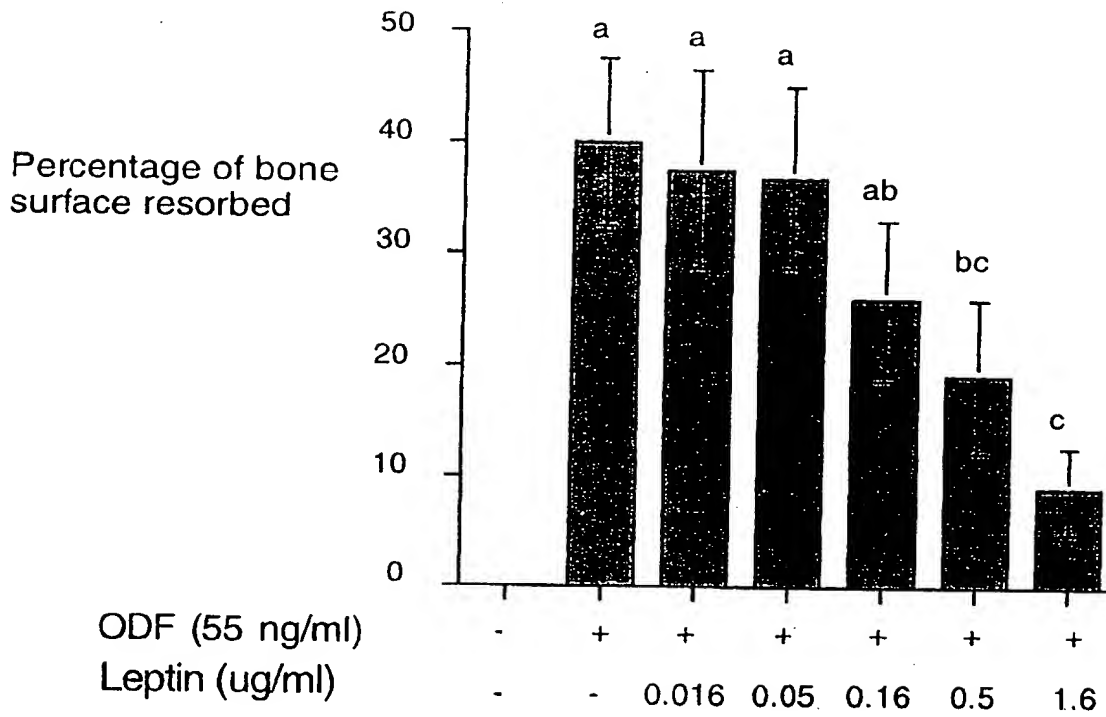 50
40
30
20
10
0
Percentage of bone
surface resorbed
a
a
a
ab
bc
c
ODF (55 ng/ml) - + + + + + +
Leptin (ug/ml) - - 0.016 0.05 0.16 0.5 1.6